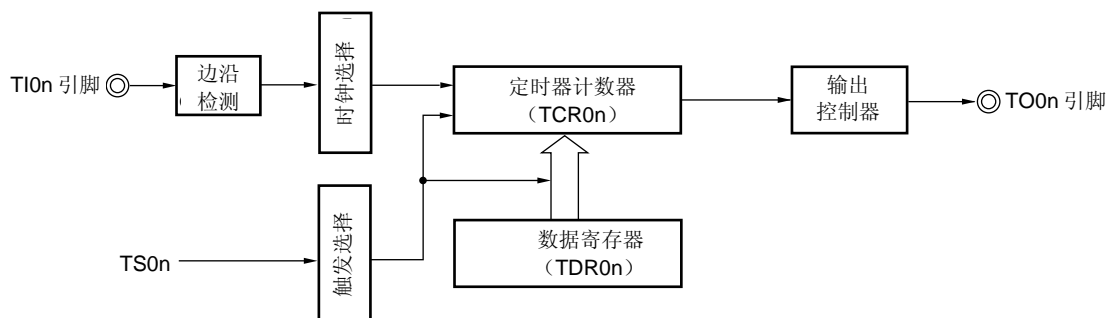 TI0n 引脚
边沿
检测
时钟选择
定时器计数器
（TCR0n）
输出
控制器
TO0n 引脚
TS0n
触发选择
数据寄存器
（TDR0n）